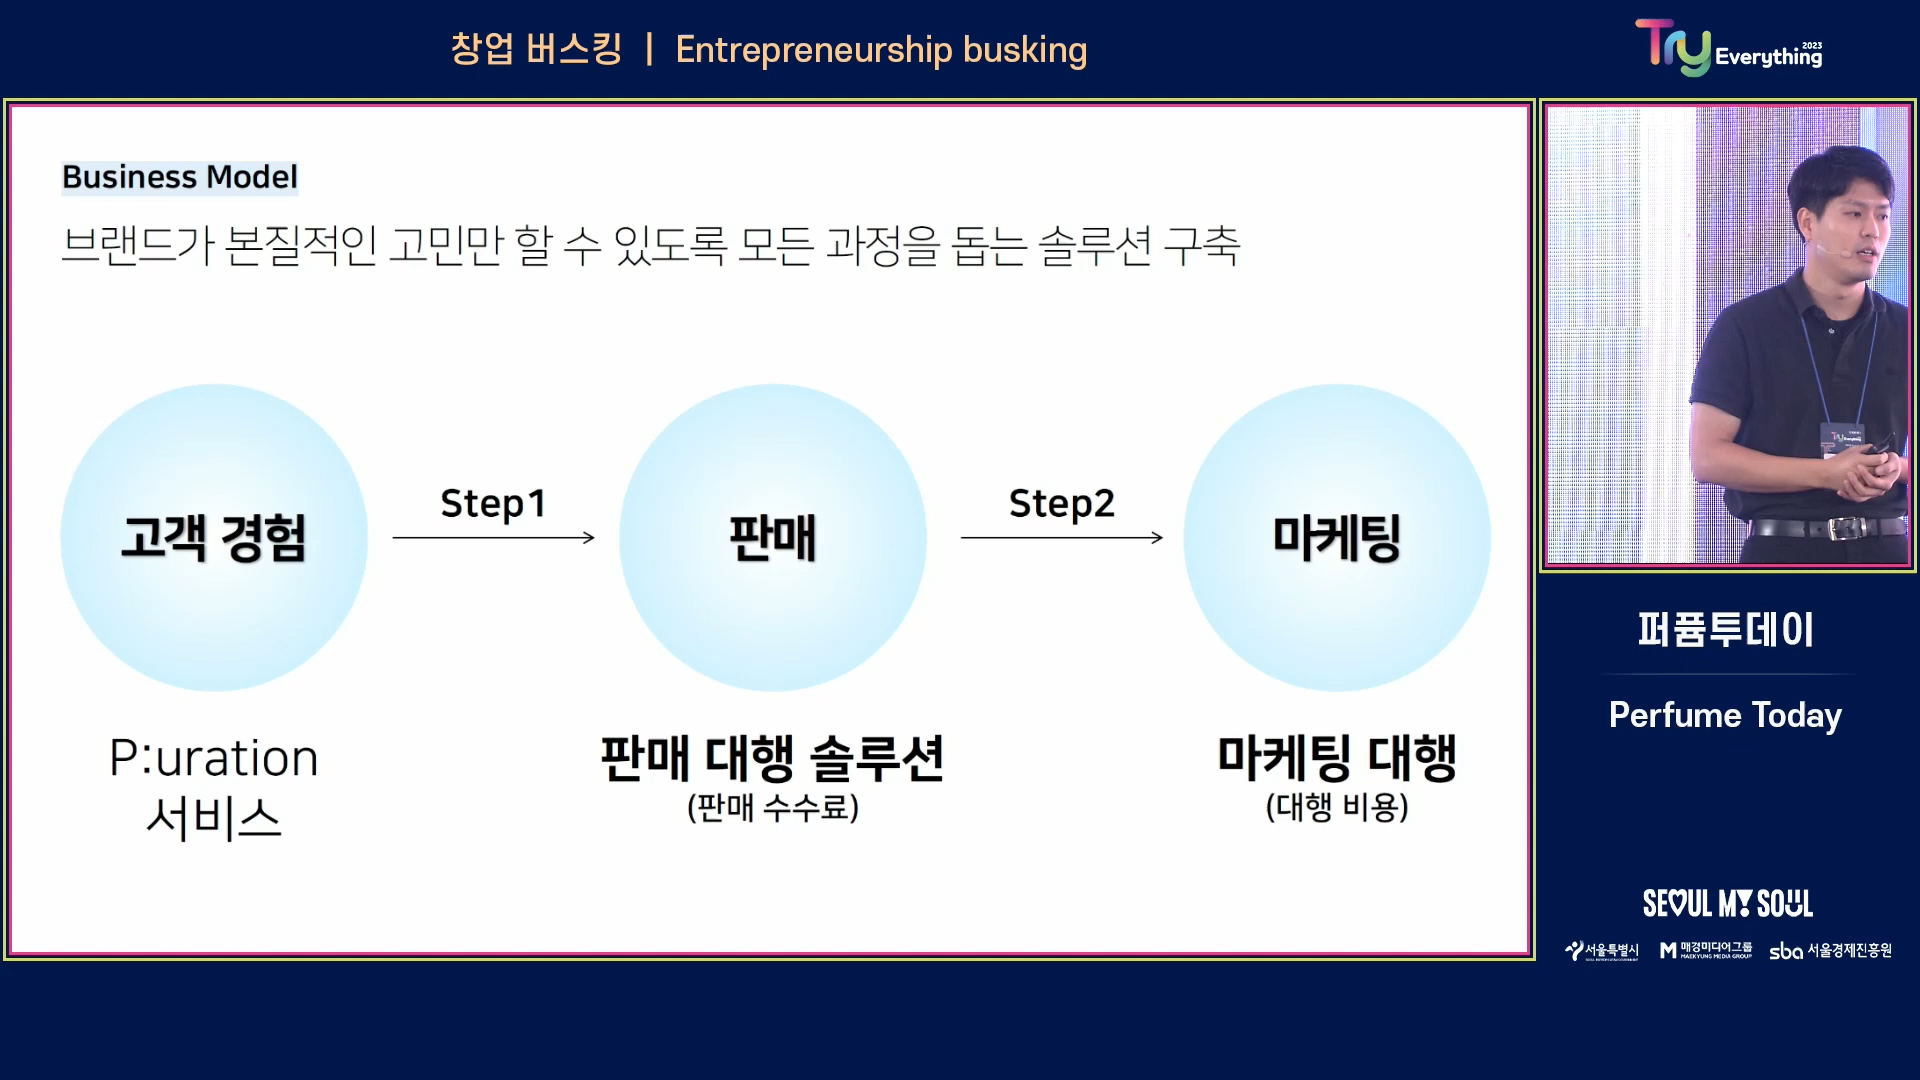 창업 버스킹 | Entrepreneurship busking
Try Everything 2023
Business Model
브랜드가 본질적인 고민만 할 수 있도록 모든 과정을 돕는 솔루션 구축
고객 경험
Step1
판매
Step2
마케팅
P:uration
서비스
판매 대행 솔루션
(판매 수수료)
마케팅 대행
(대행 비용)
퍼퓸투데이
Perfume Today
SEOUL MY SOUL
서울특별시
매경미디어그룹
MAEKYUNG MEDIA GROUP
sba 서울경제진흥원